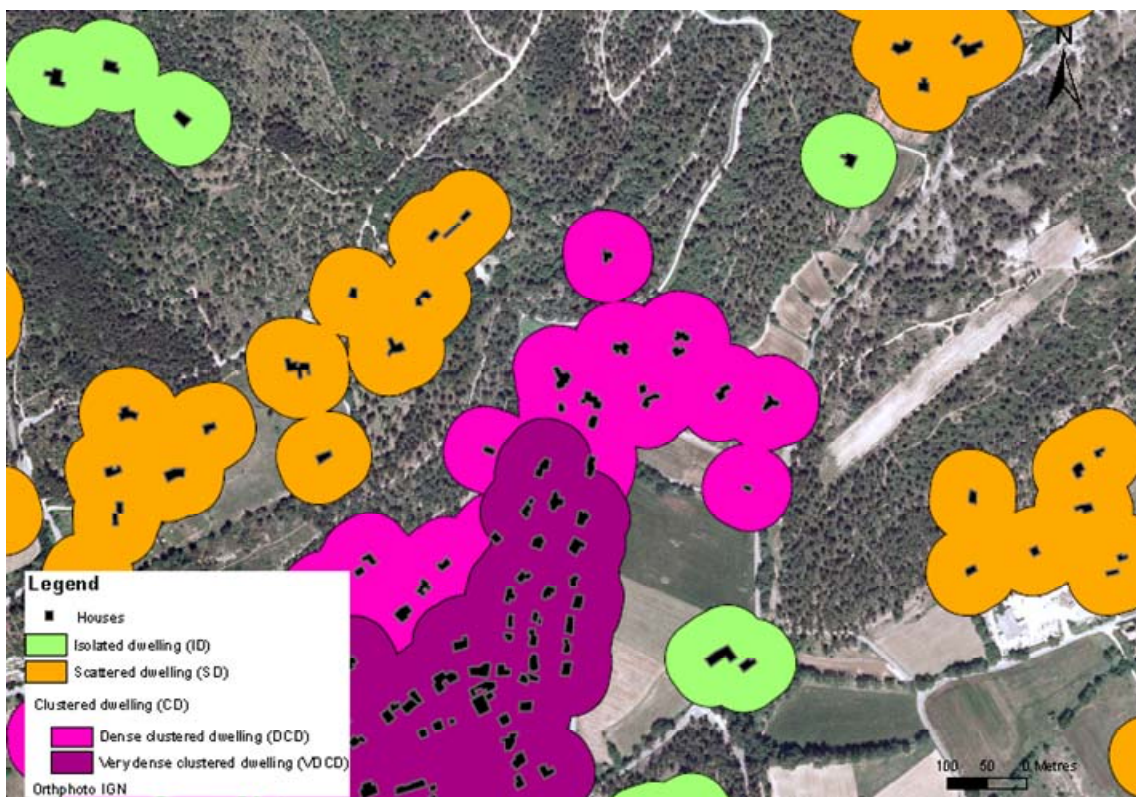 N
Legend
Houses
Isolated dwelling (ID)
Scattered dwelling (SD)
Clustered dwelling (CD)
Dense clustered dwelling (DCD)
Very dense clustered dwelling (VDCD)
Orthphoto IGN
100 50 0 Metres